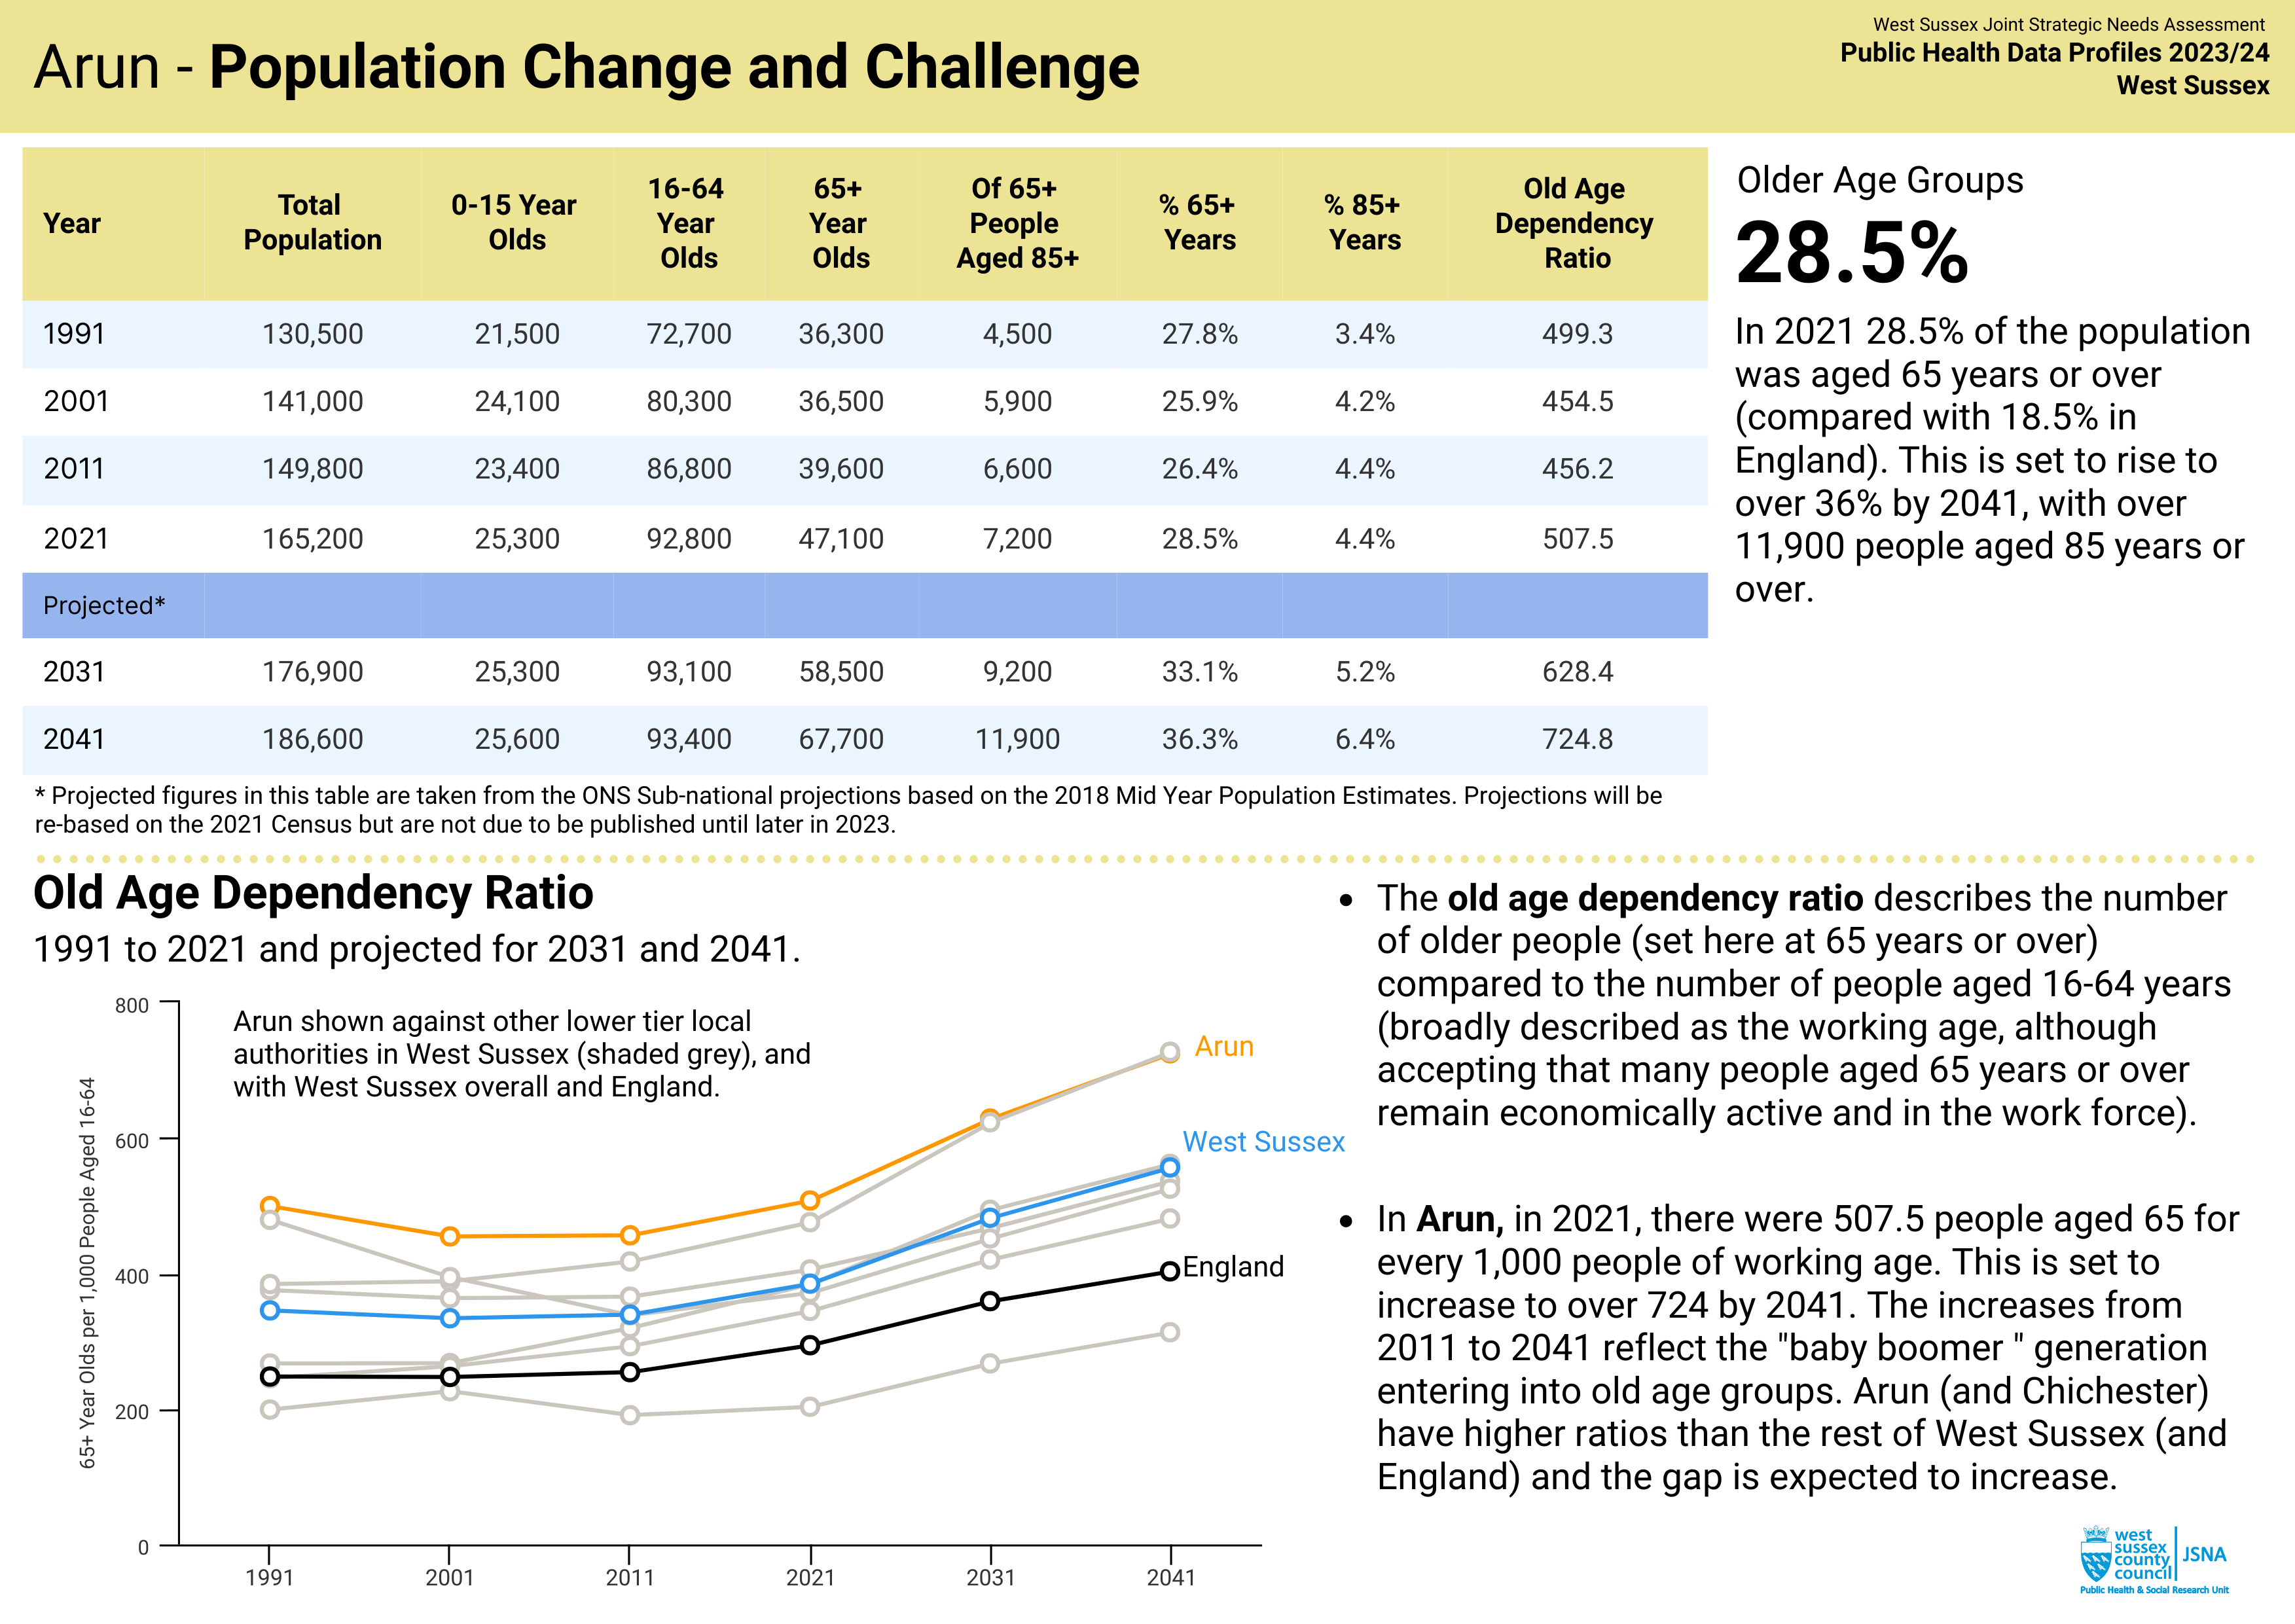 Arun - Population Change and Challenge
West Sussex Joint Strategic Needs Assessment
Public Health Data Profiles 2023/24
West Sussex
Year Total Population 0-15 Year Olds 16-64 Year Olds 65+ Year Olds Of 65+ People Aged 85+ % 65+ Years % 85+ Years Old Age Dependency Ratio
1991 130,500 21,500 72,700 36,300 4,500 27.8% 3.4% 499.3
2001 141,000 24,100 80,300 36,500 5,900 25.9% 4.2% 454.5
2011 149,800 23,400 86,800 39,600 6,600 26.4% 4.4% 456.2
2021 165,200 25,300 92,800 47,100 7,200 28.5% 4.4% 507.5
Projected*
2031 176,900 25,300 93,100 58,500 9,200 33.1% 5.2% 628.4
2041 186,600 25,600 93,400 67,700 11,900 36.3% 6.4% 724.8
* Projected figures in this table are taken from the ONS Sub-national projections based on the 2018 Mid Year Population Estimates. Projections will be
re-based on the 2021 Census but are not due to be published until later in 2023.
Older Age Groups
28.5%
In 2021 28.5% of the population
was aged 65 years or over
(compared with 18.5% in
England). This is set to rise to
over 36% by 2041, with over
11,900 people aged 85 years or
over.
Old Age Dependency Ratio
1991 to 2021 and projected for 2031 and 2041.
65+ Year Olds per 1,000 People Aged 16-64
800
600
400
200
0
Arun shown against other lower tier local
authorities in West Sussex (shaded grey), and
with West Sussex overall and England.
Arun
West Sussex
England
1991 2001 2011 2021 2031 2041
• The old age dependency ratio describes the number
of older people (set here at 65 years or over)
compared to the number of people aged 16-64 years
(broadly described as the working age, although
accepting that many people aged 65 years or over
remain economically active and in the work force).
• In Arun, in 2021, there were 507.5 people aged 65 for
every 1,000 people of working age. This is set to
increase to over 724 by 2041. The increases from
2011 to 2041 reflect the "baby boomer " generation
entering into old age groups. Arun (and Chichester)
have higher ratios than the rest of West Sussex (and
England) and the gap is expected to increase.
west
sussex
county
council
JSNA
Public Health & Social Research Unit